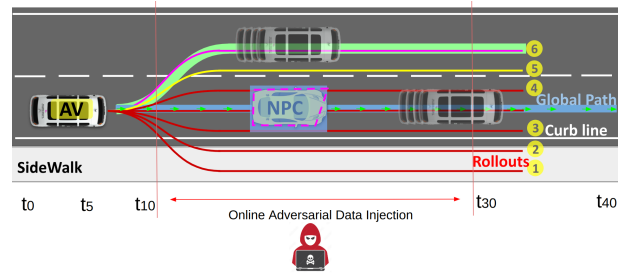 6
5
4
AV
NPC
Global Path
3
Curb line
2
SideWalk
Rollouts
1
t0
t5
t10
t30
t40
Online Adversarial Data Injection